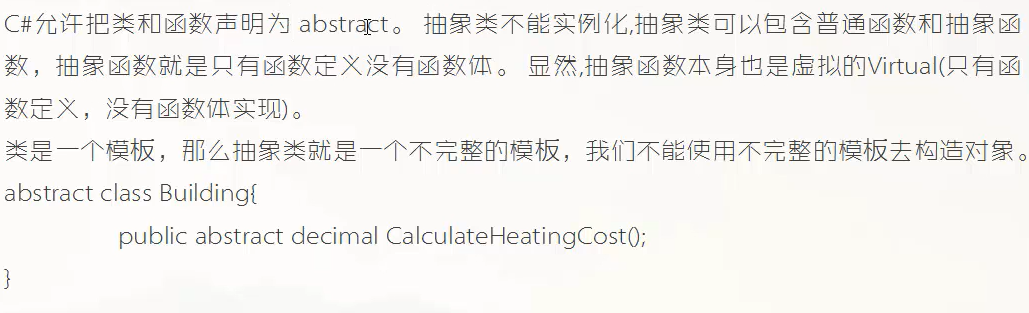 C#允许把类和函数声明为 abstract。 抽象类不能实例化,抽象类可以包含普通函数和抽象函
数，抽象函数就是只有函数定义没有函数体。 显然,抽象函数本身也是虚拟的Virtual(只有函
数定义，没有函数体实现)。
类是一个模板，那么抽象类就是一个不完整的模板，我们不能使用不完整的模板去构造对象。
abstract class Building{
public abstract decimal CalculateHeatingCost();
}